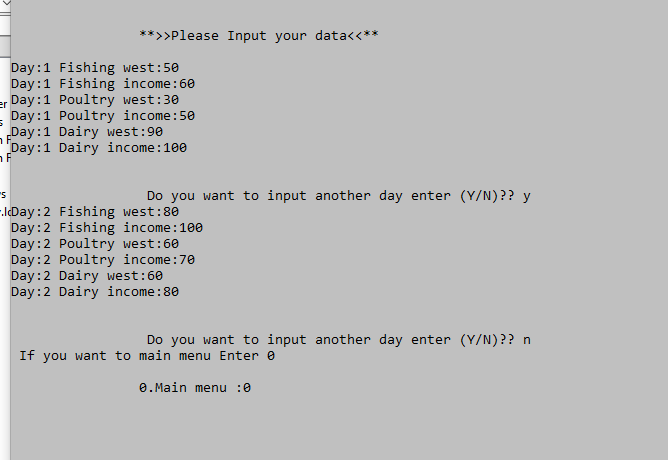 **>>Please Input your data<<**
Day:1 Fishing west:50
Day:1 Fishing income:60
Day:1 Poultry west:30
Day:1 Poultry income:50
Day:1 Dairy west:90
Day:1 Dairy income:100
Do you want to input another day enter (Y/N)?? y
Day:2 Fishing west:80
Day:2 Fishing income:100
Day:2 Poultry west:60
Day:2 Poultry income:70
Day:2 Dairy west:60
Day:2 Dairy income:80
Do you want to input another day enter (Y/N)?? n
If you want to main menu Enter 0
0.Main menu :0